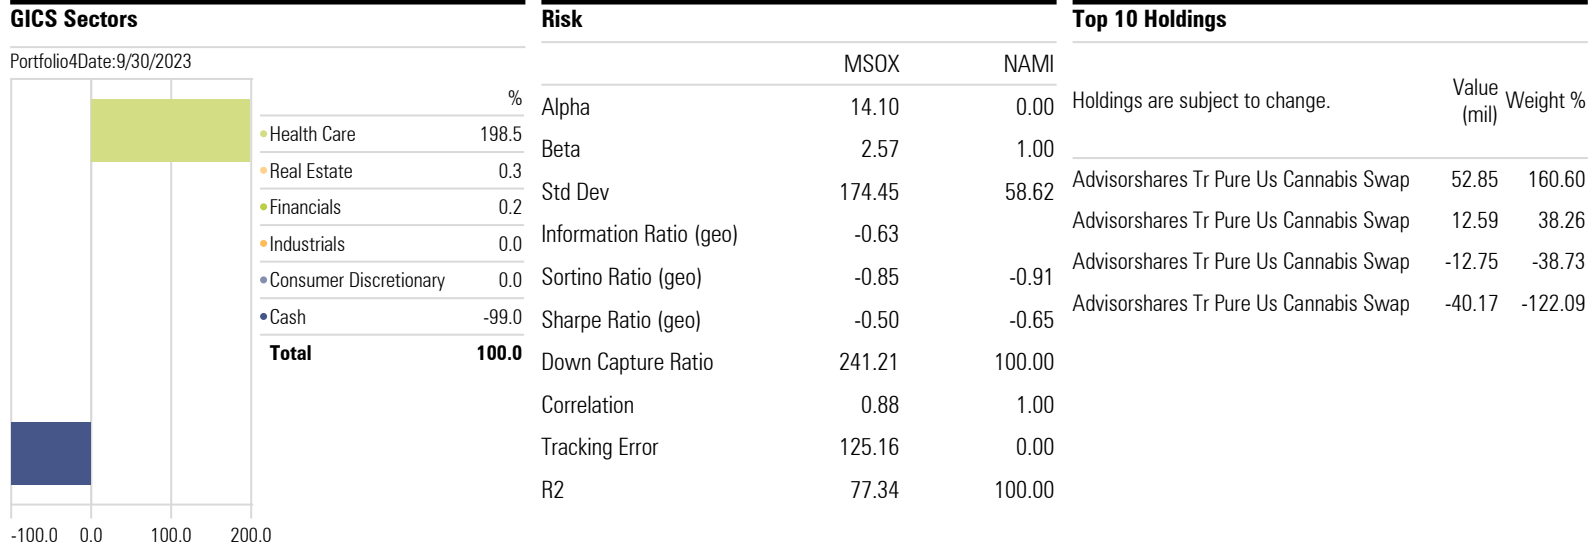 GICS Sectors
Portfolio4Date:9/30/2023
%
Health Care 198.5
Real Estate 0.3
Financials 0.2
Industrials 0.0
Consumer Discretionary 0.0
Cash -99.0
Total 100.0
-100.0 0.0 100.0 200.0
Risk
MSOX NAMI
Alpha 14.10 0.00
Beta 2.57 1.00
Std Dev 174.45 58.62
Information Ratio (geo) -0.63
Sortino Ratio (geo) -0.85 -0.91
Sharpe Ratio (geo) -0.50 -0.65
Down Capture Ratio 241.21 100.00
Correlation 0.88 1.00
Tracking Error 125.16 0.00
R2 77.34 100.00
Top 10 Holdings
Holdings are subject to change. Value (mil) Weight %
Advisorshares Tr Pure Us Cannabis Swap 52.85 160.60
Advisorshares Tr Pure Us Cannabis Swap 12.59 38.26
Advisorshares Tr Pure Us Cannabis Swap -12.75 -38.73
Advisorshares Tr Pure Us Cannabis Swap -40.17 -122.09